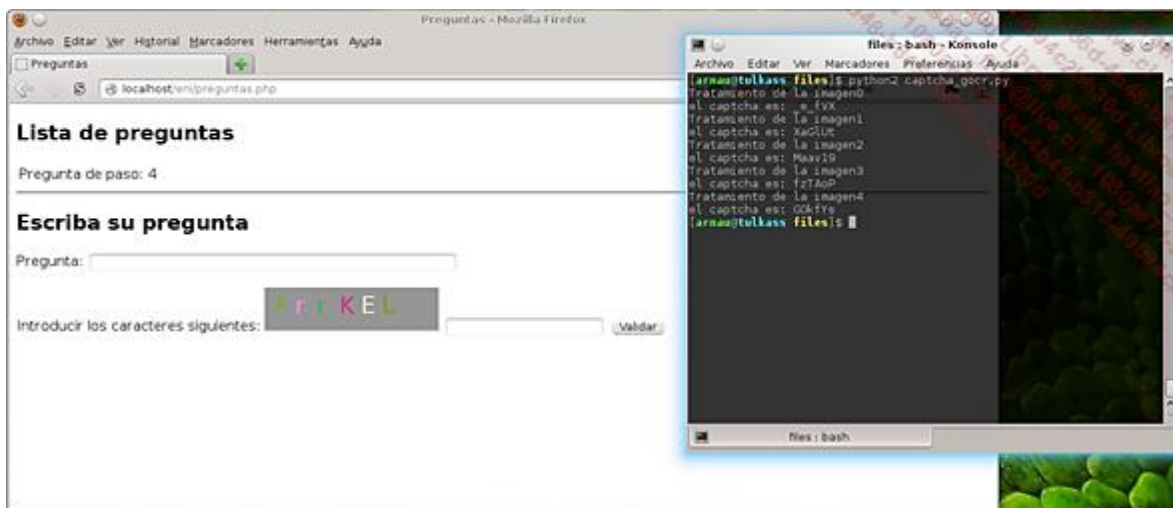 Preguntas - Mozilla Firefox
Archivo Editar Ver Historial Marcadores Herramientas Ayuda
Preguntas
localhost/eni/preguntas.php
Lista de preguntas
Pregunta de paso: 4
Escriba su pregunta
Pregunta:
Introducir los caracteres siguientes: r r K E L
Validar
files : bash - Konsole
Archivo Editar Ver Marcadores Preferencias Ayuda
[arnau@tulkass files]$ python2 captcha_gocr.py
Tratamiento de la imagen0
el captcha es: _e_fVX
Tratamiento de la imagen1
el captcha es: XaGlUt
Tratamiento de la imagen2
el captcha es: Maav19
Tratamiento de la imagen3
el captcha es: fzTAoP
Tratamiento de la imagen4
el captcha es: GOkfYs
[arnau@tulkass files]$
files : bash